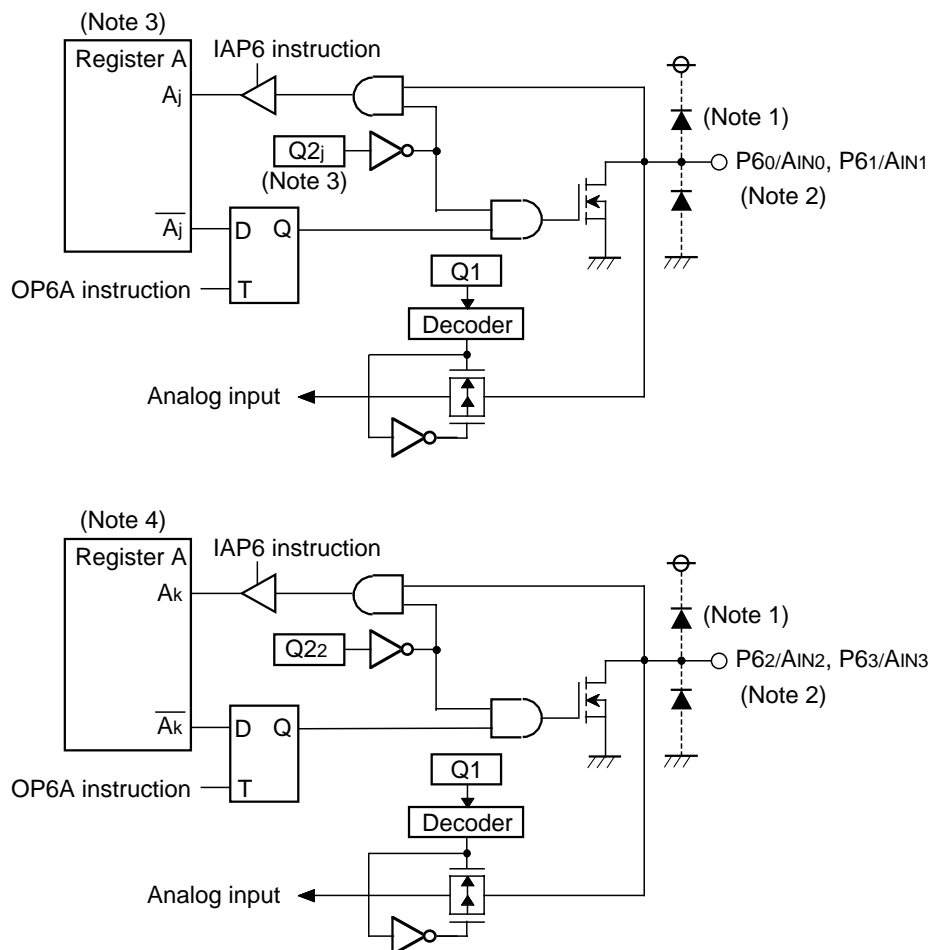 (Note 3)
Register A
IAP6 instruction
Aj
(Note 1)
Q2j
(Note 3)
P60/AIN0, P61/AIN1
(Note 2)
Aj
D
Q
T
OP6A instruction
Q1
Decoder
Analog input
(Note 4)
Register A
IAP6 instruction
Ak
(Note 1)
Q22
P62/AIN2, P63/AIN3
(Note 2)
Ak
D
Q
T
OP6A instruction
Q1
Decoder
Analog input